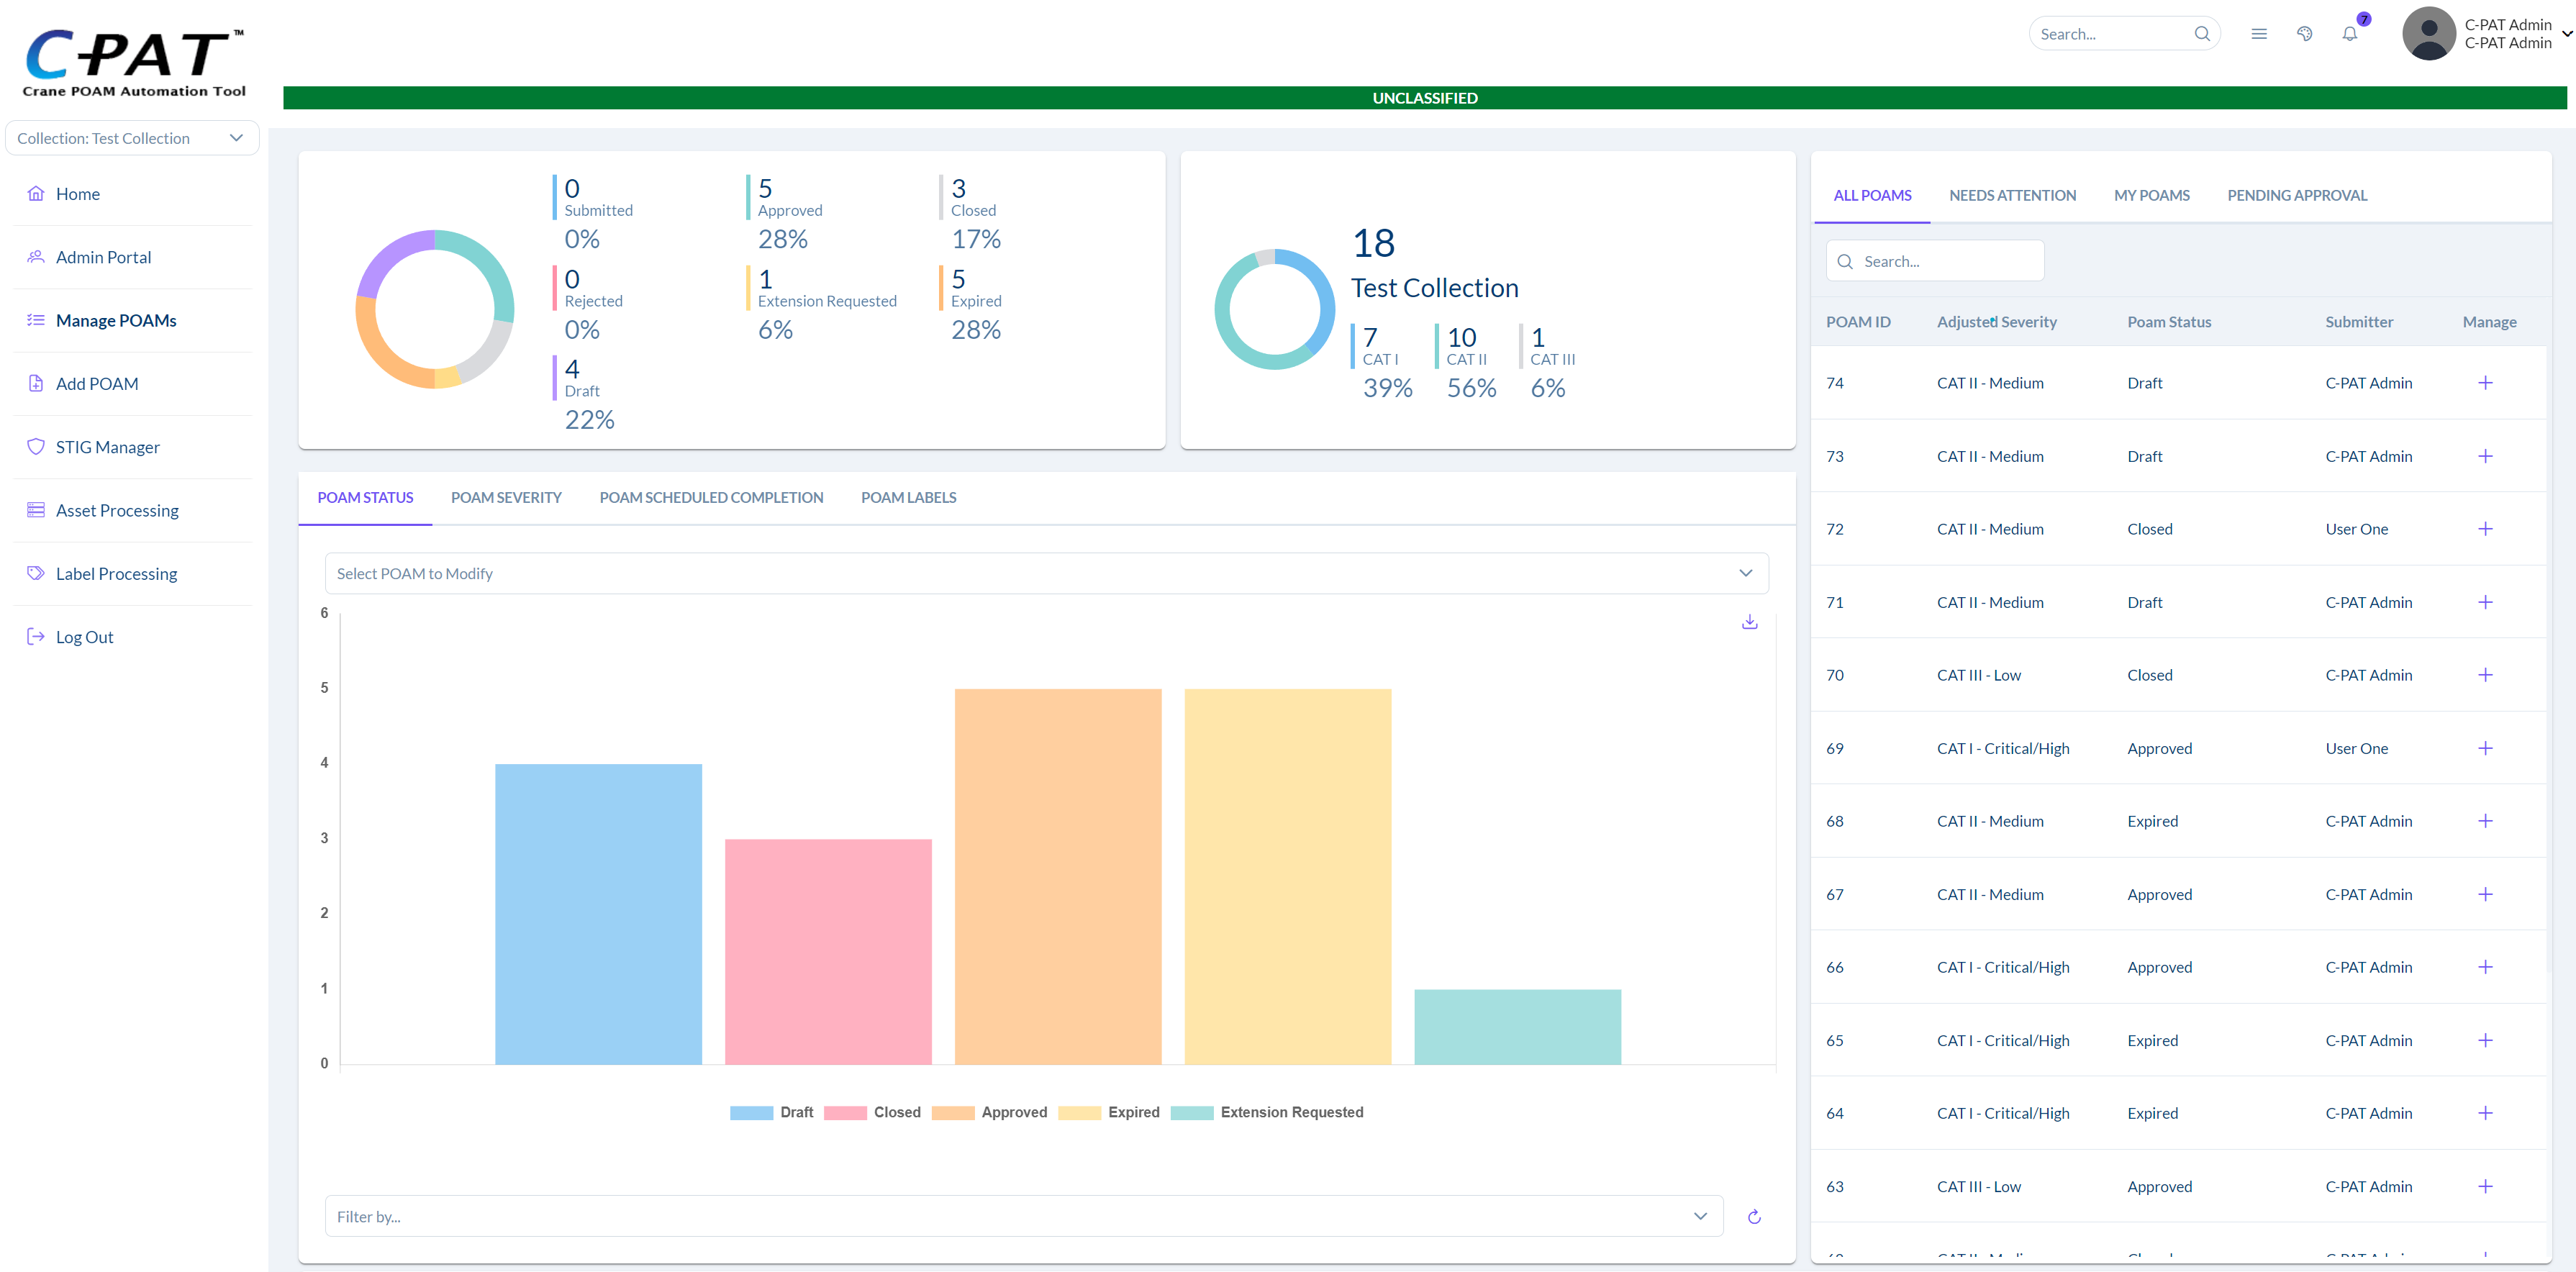 C-PAT™
Crane POAM Automation Tool
Search...
7
C-PAT Admin
C-PAT Admin
UNCLASSIFIED
Collection: Test Collection
Home
Admin Portal
Manage POAMs
Add POAM
STIG Manager
Asset Processing
Label Processing
Log Out
0
Submitted
0%
5
Approved
28%
3
Closed
17%
0
Rejected
0%
1
Extension Requested
6%
5
Expired
28%
4
Draft
22%
18
Test Collection
7
CAT I
39%
10
CAT II
56%
1
CAT III
6%
POAM STATUS POAM SEVERITY POAM SCHEDULED COMPLETION POAM LABELS
Select POAM to Modify
6
5
4
3
2
1
0
Draft Closed Approved Expired Extension Requested
Filter by...
ALL POAMS NEEDS ATTENTION MY POAMS PENDING APPROVAL
Search...
POAM ID Adjusted Severity Poam Status Submitter Manage
74 CAT II - Medium Draft C-PAT Admin
73 CAT II - Medium Draft C-PAT Admin
72 CAT II - Medium Closed User One
71 CAT II - Medium Draft C-PAT Admin
70 CAT III - Low Closed C-PAT Admin
69 CAT I - Critical/High Approved User One
68 CAT II - Medium Expired C-PAT Admin
67 CAT II - Medium Approved C-PAT Admin
66 CAT I - Critical/High Approved C-PAT Admin
65 CAT I - Critical/High Expired C-PAT Admin
64 CAT I - Critical/High Expired C-PAT Admin
63 CAT III - Low Approved C-PAT Admin